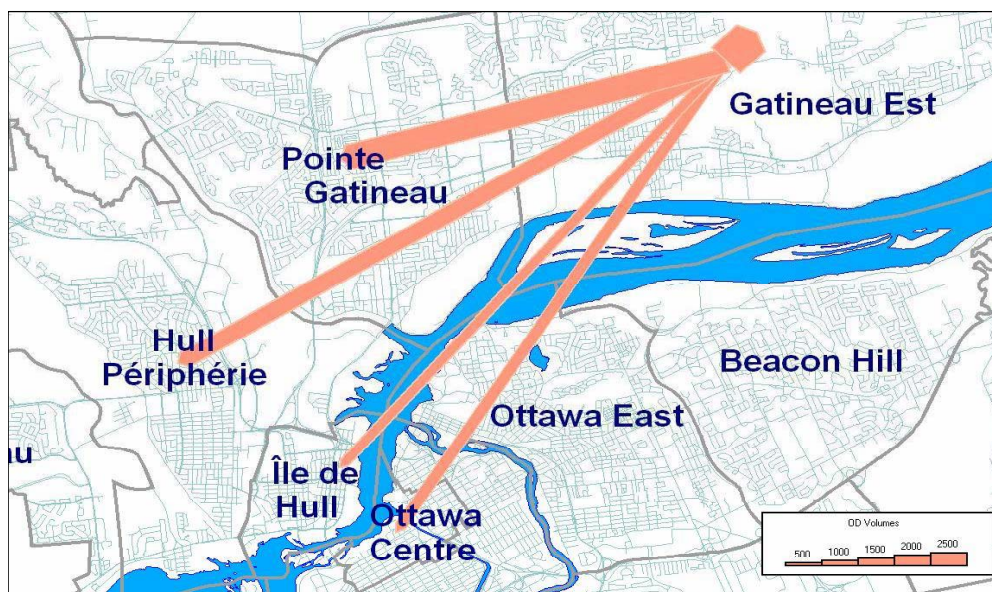 Gatineau Est
Pointe
Gatineau
Hull
Périphérie
Beacon Hill
Ottawa East
au
Île de
Hull
Ottawa
Centre
OD Volumes
500 1000 1500 2000 2500